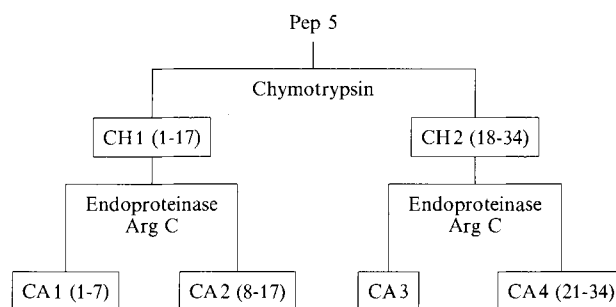 Pep 5
Chymotrypsin
CH1 (1-17)
CH2 (18-34)
Endoproteinase
Arg C
Endoproteinase
Arg C
CA1 (1-7)
CA2 (8-17)
CA3
CA4 (21-34)